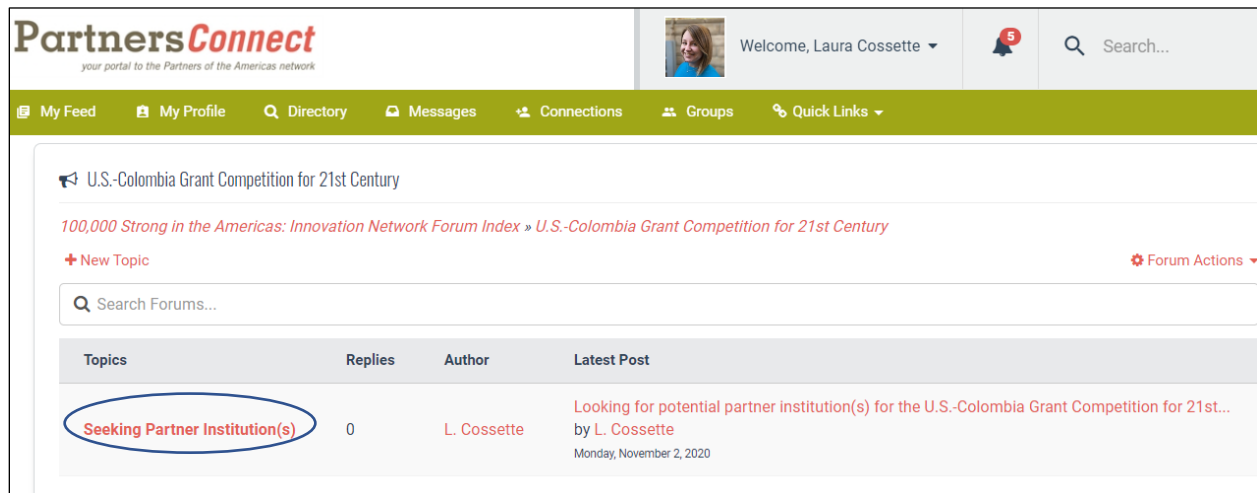 PartnersConnect
your portal to the Partners of the Americas network
Welcome, Laura Cossette
5
Search...
My Feed My Profile Directory Messages Connections Groups Quick Links
U.S.-Colombia Grant Competition for 21st Century
100,000 Strong in the Americas: Innovation Network Forum Index » U.S.-Colombia Grant Competition for 21st Century
+ New Topic Forum Actions
Search Forums...
Topics Replies Author Latest Post
Looking for potential partner institution(s) for the U.S.-Colombia Grant Competition for 21st...
Seeking Partner Institution(s) 0 L. Cossette by L. Cossette
Monday, November 2, 2020